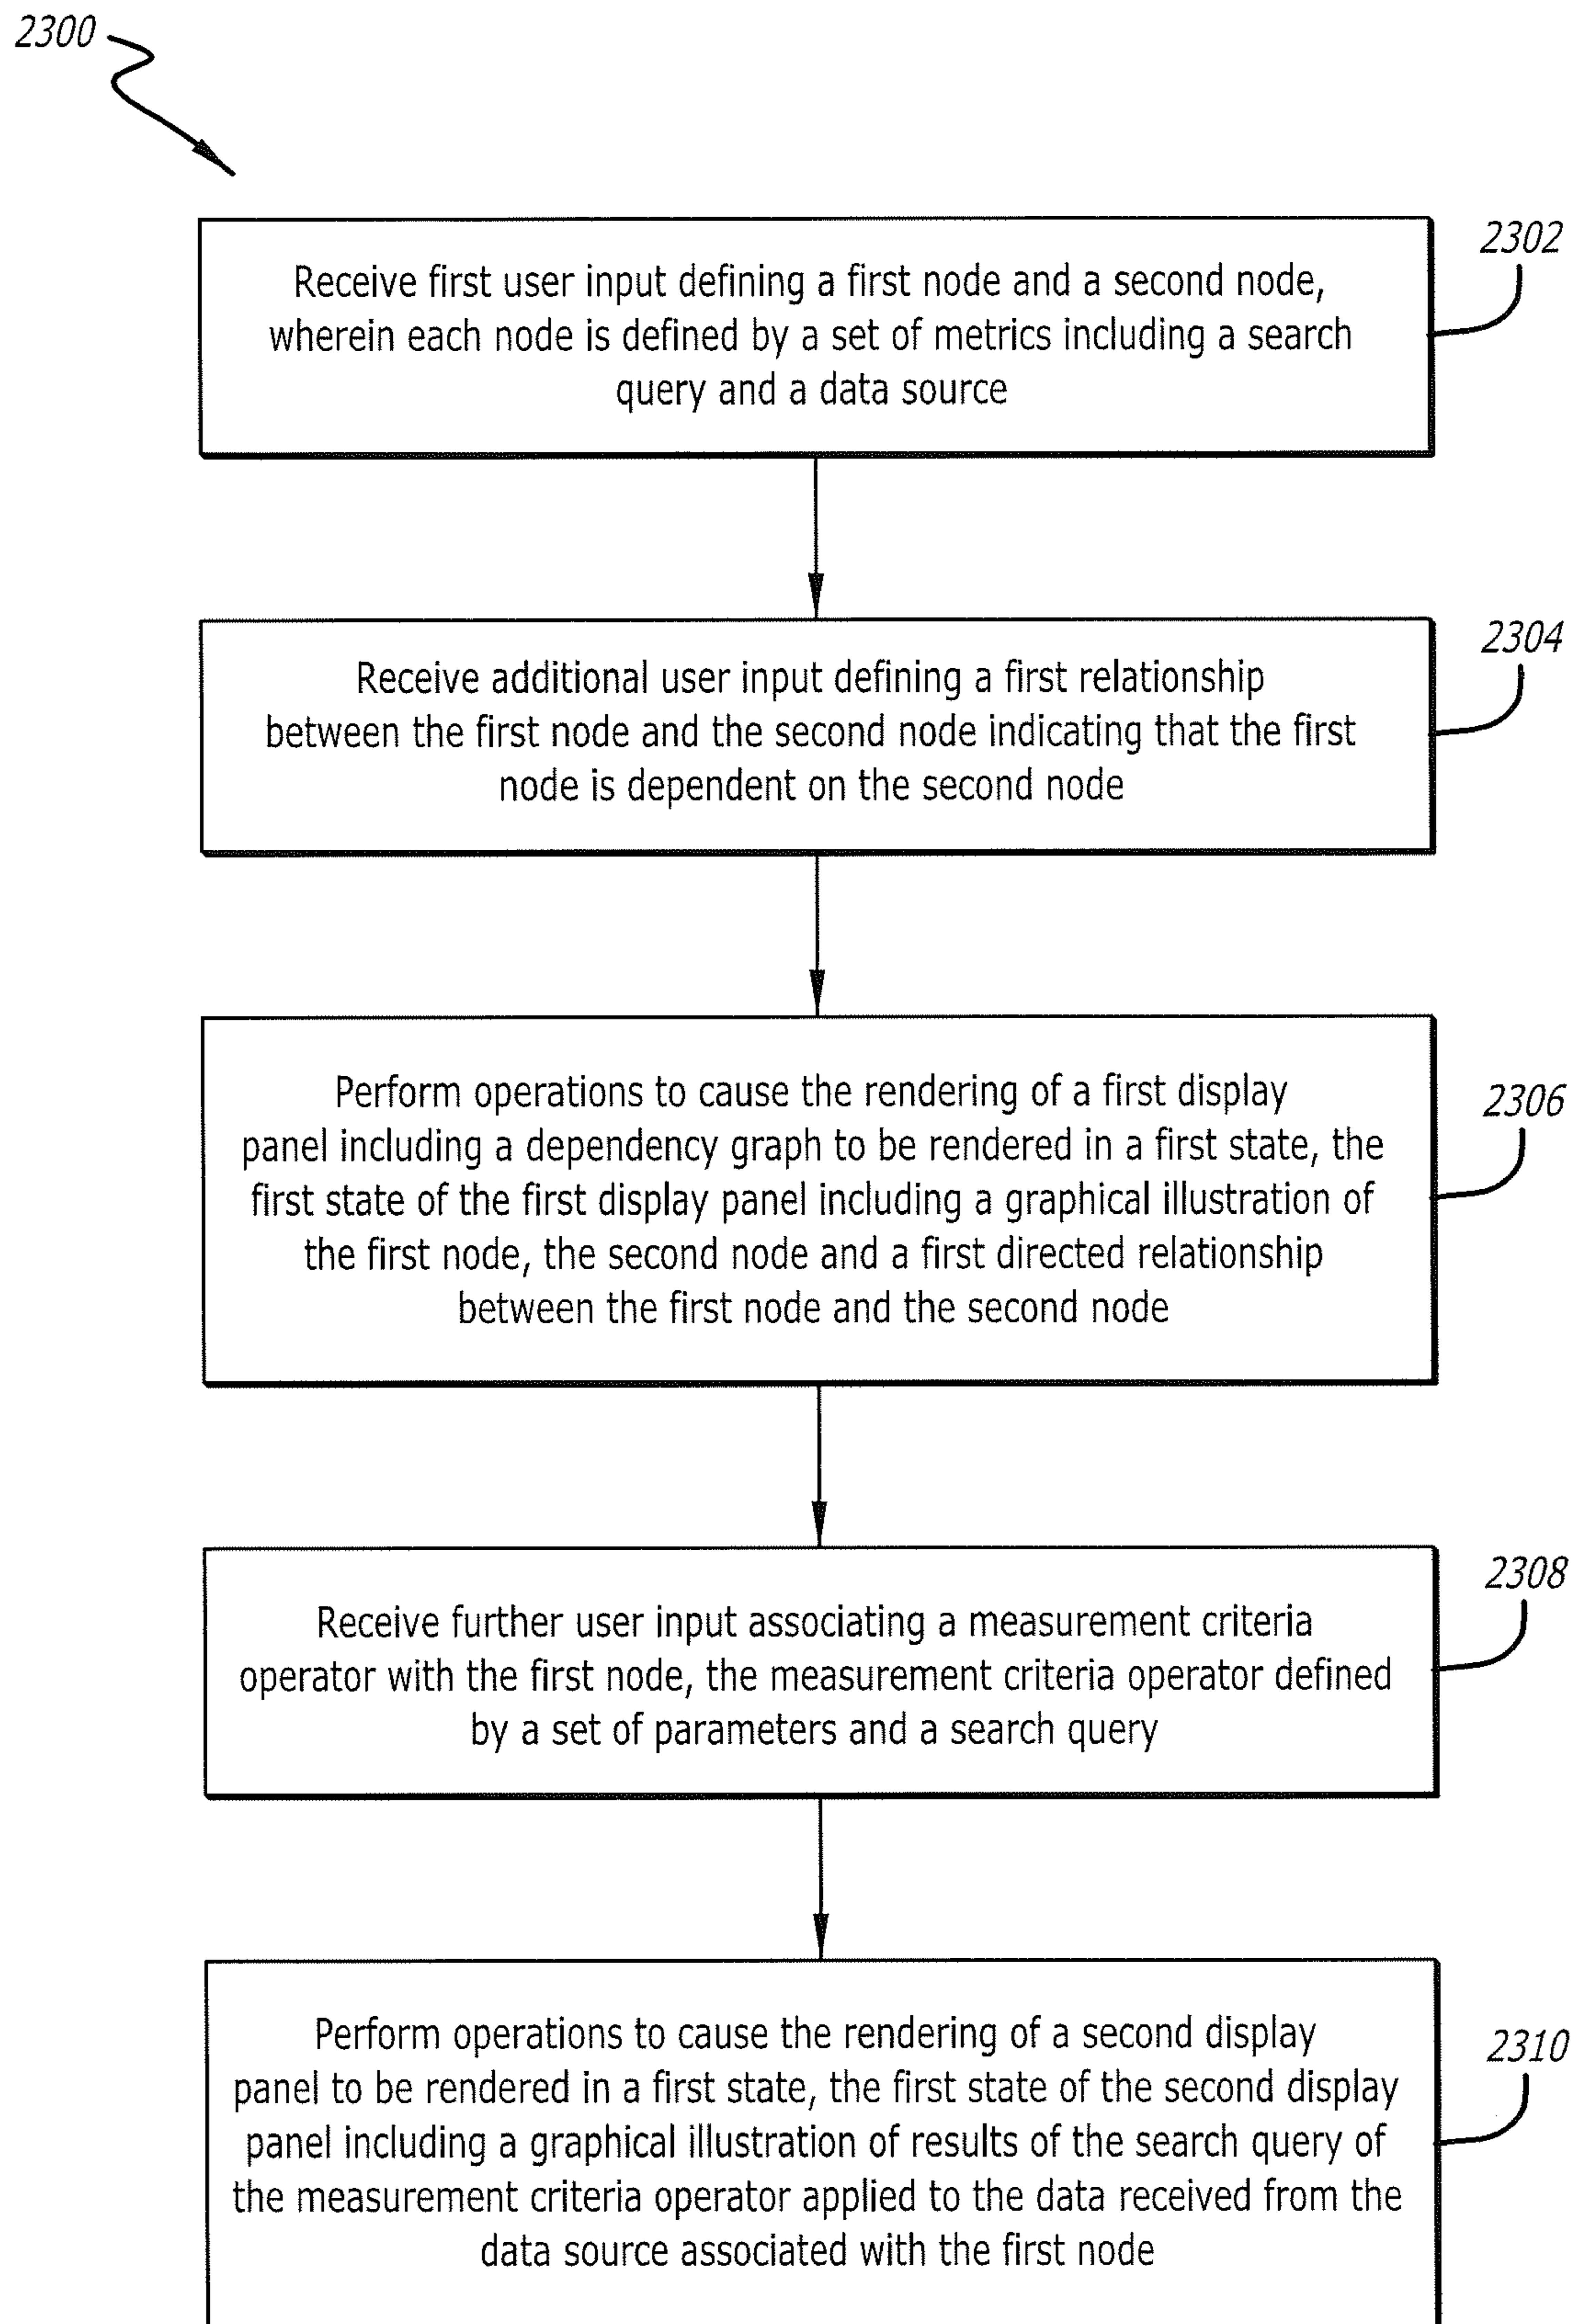 2300
2302
Receive first user input defining a first node and a second node,
wherein each node is defined by a set of metrics including a search
query and a data source
2304
Receive additional user input defining a first relationship
between the first node and the second node indicating that the first
node is dependent on the second node
2306
Perform operations to cause the rendering of a first display
panel including a dependency graph to be rendered in a first state, the
first state of the first display panel including a graphical illustration of
the first node, the second node and a first directed relationship
between the first node and the second node
2308
Receive further user input associating a measurement criteria
operator with the first node, the measurement criteria operator defined
by a set of parameters and a search query
2310
Perform operations to cause the rendering of a second display
panel to be rendered in a first state, the first state of the second display
panel including a graphical illustration of results of the search query of
the measurement criteria operator applied to the data received from the
data source associated with the first node